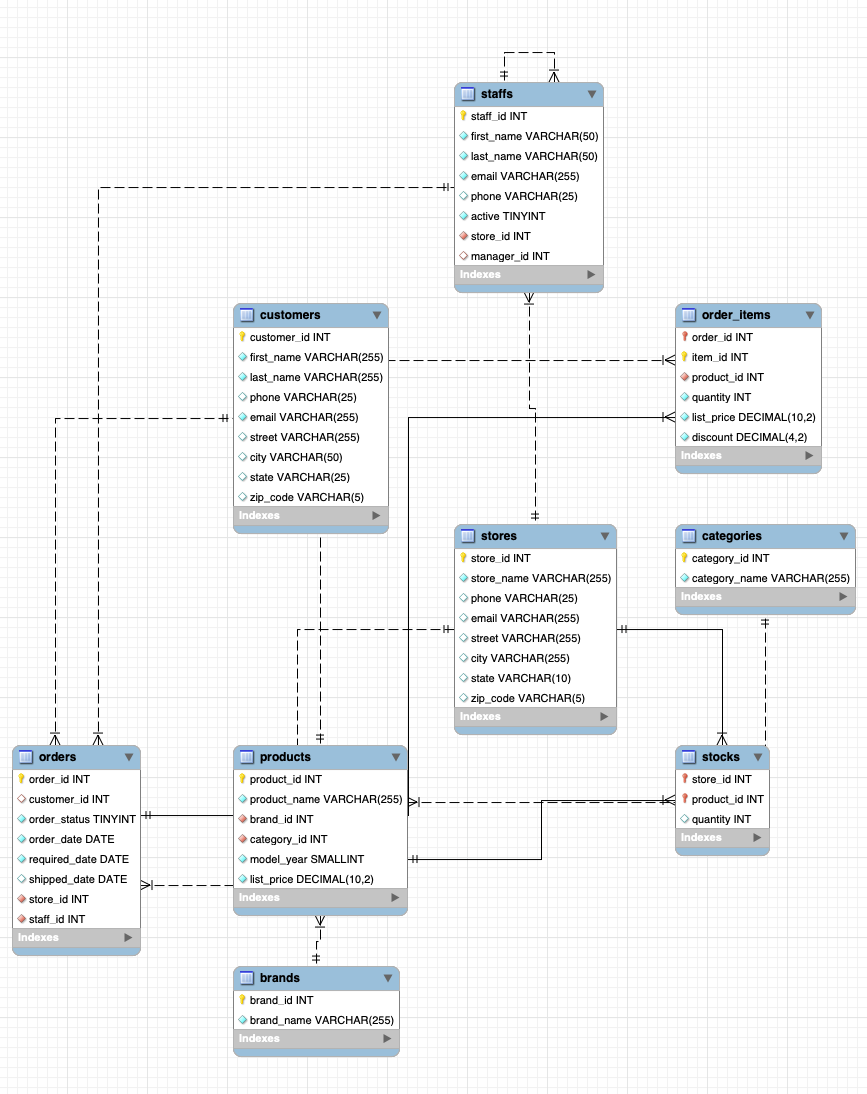 staffs
staff_id INT
first_name VARCHAR(50)
last_name VARCHAR(50)
email VARCHAR(255)
phone VARCHAR(25)
active TINYINT
store_id INT
manager_id INT
Indexes
customers
customer_id INT
first_name VARCHAR(255)
last_name VARCHAR(255)
phone VARCHAR(25)
email VARCHAR(255)
street VARCHAR(255)
city VARCHAR(50)
state VARCHAR(25)
zip_code VARCHAR(5)
Indexes
order_items
order_id INT
item_id INT
product_id INT
quantity INT
list_price DECIMAL(10,2)
discount DECIMAL(4,2)
Indexes
stores
store_id INT
store_name VARCHAR(255)
phone VARCHAR(25)
email VARCHAR(255)
street VARCHAR(255)
city VARCHAR(255)
state VARCHAR(10)
zip_code VARCHAR(5)
Indexes
categories
category_id INT
category_name VARCHAR(255)
Indexes
orders
order_id INT
customer_id INT
order_status TINYINT
order_date DATE
required_date DATE
shipped_date DATE
store_id INT
staff_id INT
Indexes
products
product_id INT
product_name VARCHAR(255)
brand_id INT
category_id INT
model_year SMALLINT
list_price DECIMAL(10,2)
Indexes
stocks
store_id INT
product_id INT
quantity INT
Indexes
brands
brand_id INT
brand_name VARCHAR(255)
Indexes